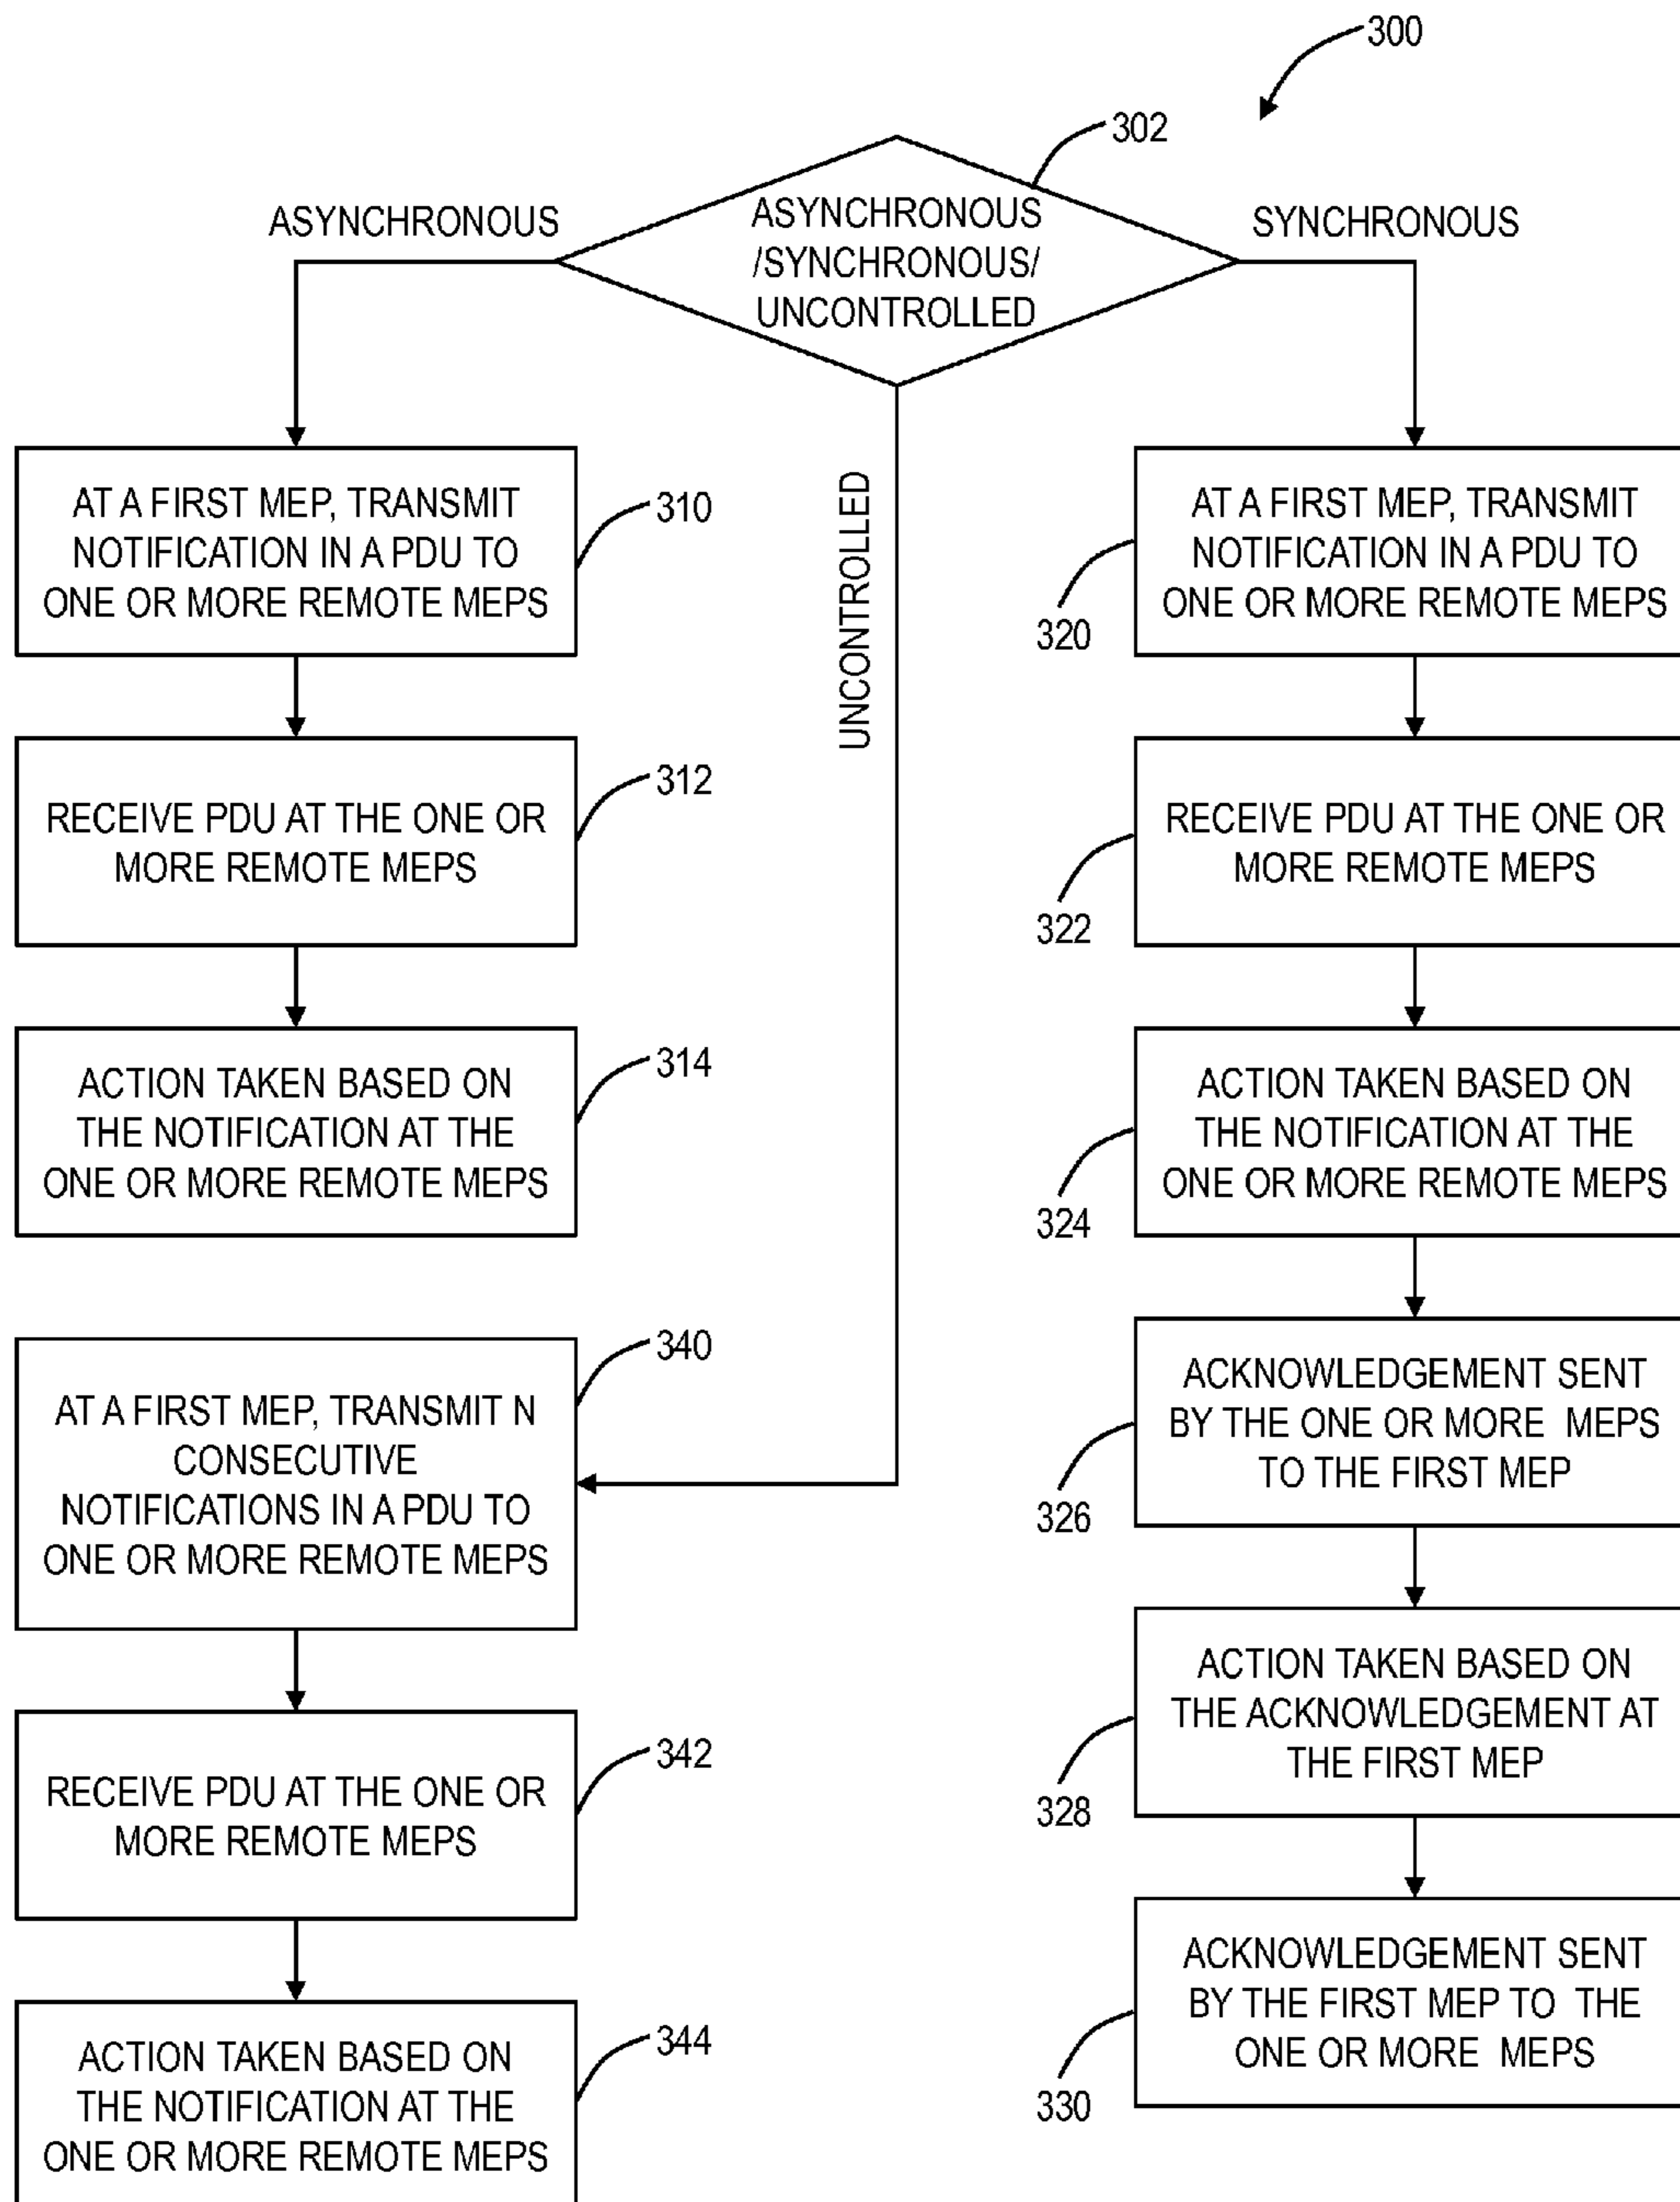 300
302
ASYNCHRONOUS
ASYNCHRONOUS
/SYNCHRONOUS/
UNCONTROLLED
SYNCHRONOUS
UNCONTROLLED
AT A FIRST MEP, TRANSMIT
NOTIFICATION IN A PDU TO
ONE OR MORE REMOTE MEPS
310
RECEIVE PDU AT THE ONE OR
MORE REMOTE MEPS
312
ACTION TAKEN BASED ON
THE NOTIFICATION AT THE
ONE OR MORE REMOTE MEPS
314
AT A FIRST MEP, TRANSMIT N
CONSECUTIVE
NOTIFICATIONS IN A PDU TO
ONE OR MORE REMOTE MEPS
340
RECEIVE PDU AT THE ONE OR
MORE REMOTE MEPS
342
ACTION TAKEN BASED ON
THE NOTIFICATION AT THE
ONE OR MORE REMOTE MEPS
344
AT A FIRST MEP, TRANSMIT
NOTIFICATION IN A PDU TO
ONE OR MORE REMOTE MEPS
320
RECEIVE PDU AT THE ONE OR
MORE REMOTE MEPS
322
ACTION TAKEN BASED ON
THE NOTIFICATION AT THE
ONE OR MORE REMOTE MEPS
324
ACKNOWLEDGEMENT SENT
BY THE ONE OR MORE MEPS
TO THE FIRST MEP
326
ACTION TAKEN BASED ON
THE ACKNOWLEDGEMENT AT
THE FIRST MEP
328
ACKNOWLEDGEMENT SENT
BY THE FIRST MEP TO THE
ONE OR MORE MEPS
330